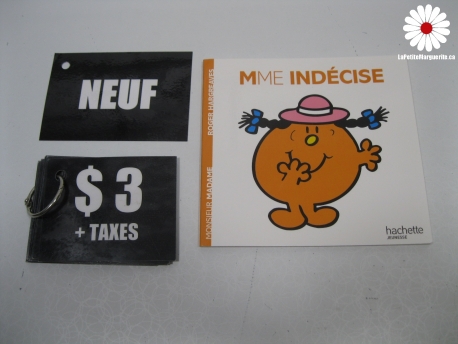 LaPetiteMarguerite.ca
NEUF
$ 3
+ TAXES
MME INDÉCISE
MONSIEUR MADAME
ROGER HARGREAVES
hachette
JEUNESSE